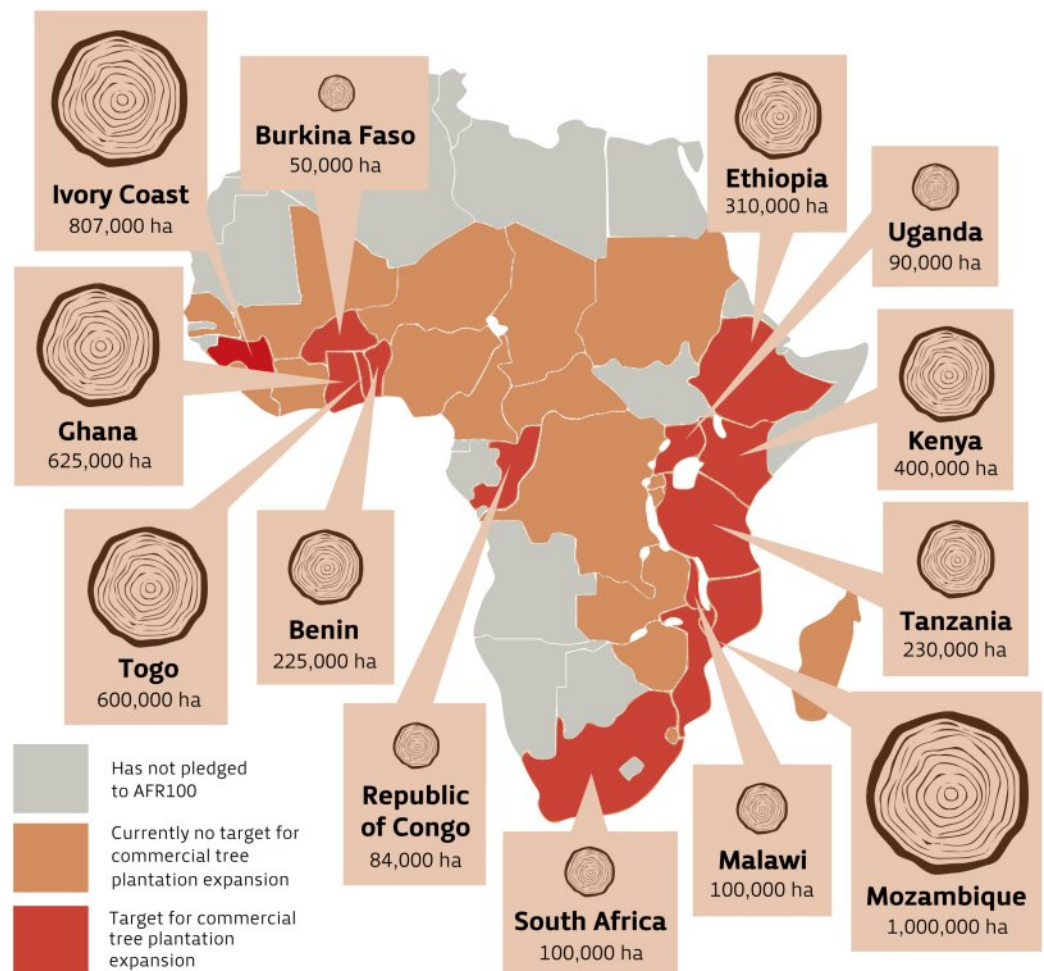 Ivory Coast
807,000 ha
Burkina Faso
50,000 ha
Ethiopia
310,000 ha
Uganda
90,000 ha
Ghana
625,000 ha
Kenya
400,000 ha
Togo
600,000 ha
Benin
225,000 ha
Tanzania
230,000 ha
Republic
of Congo
84,000 ha
South Africa
100,000 ha
Malawi
100,000 ha
Mozambique
1,000,000 ha
Has not pledged
to AFR100
Currently no target for
commercial tree
plantation expansion
Target for commercial
tree plantation
expansion